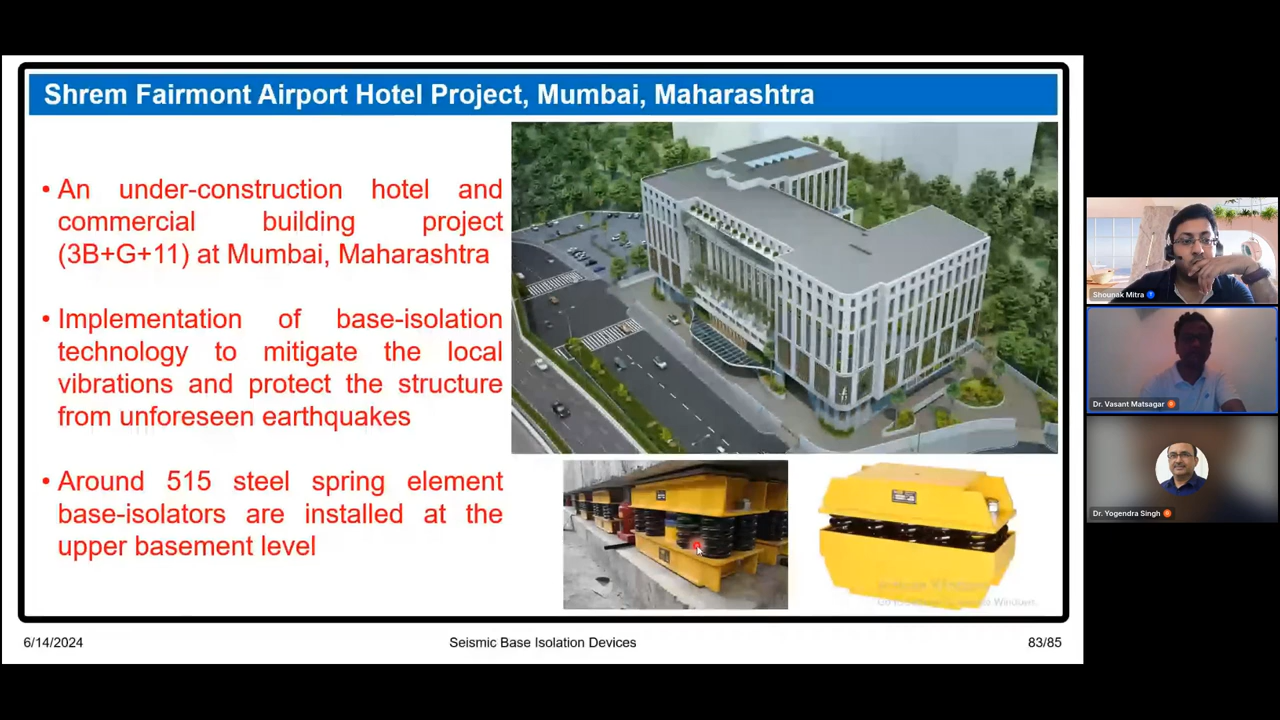 Shrem Fairmont Airport Hotel Project, Mumbai, Maharashtra
• An under-construction hotel and
commercial building project
(3B+G+11) at Mumbai, Maharashtra
• Implementation of base-isolation
technology to mitigate the local
vibrations and protect the structure
from unforeseen earthquakes
• Around 515 steel spring element
base-isolators are installed at the
upper basement level
6/14/2024
Seismic Base Isolation Devices
83/85
Shounak Mitra
Dr. Vasant Matsagar
Dr. Yogendra Singh